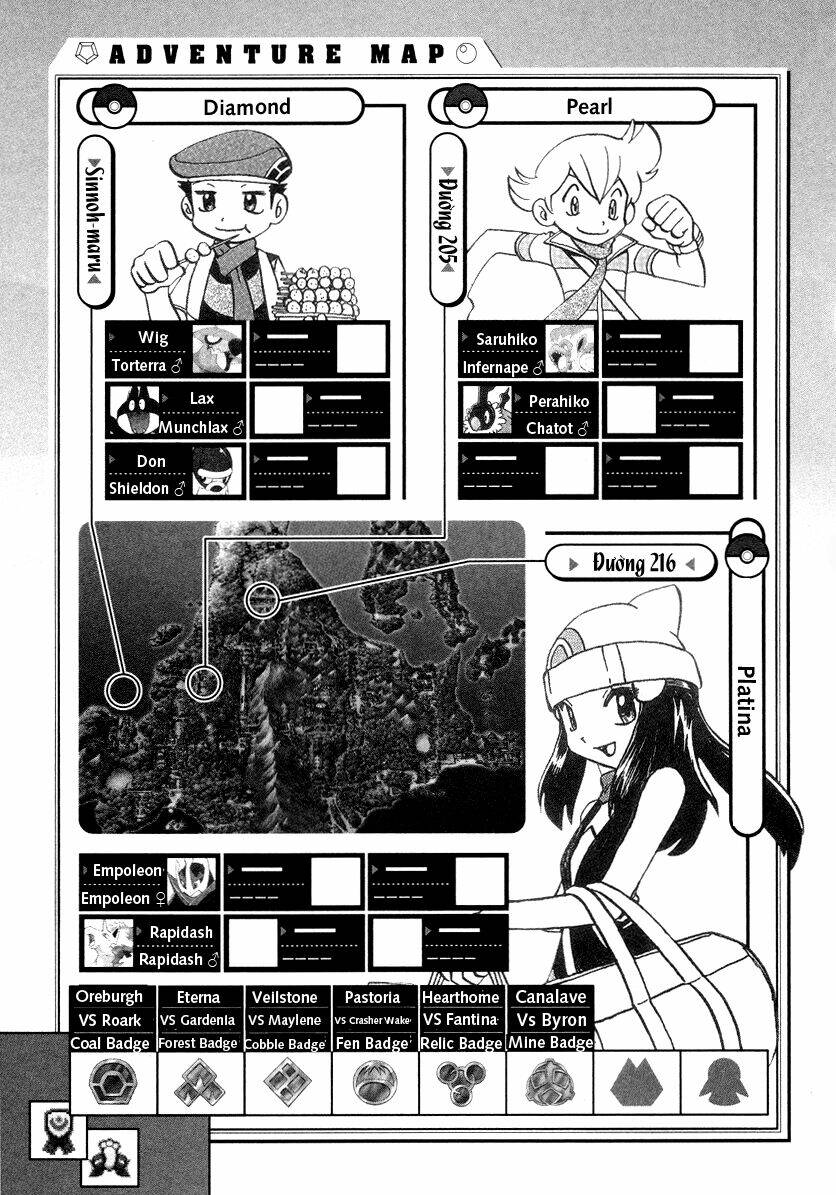 ADVENTURE MAP
Diamond
Sinnoh-maru
Wig
Torterra ♂
Lax
Munchlax ♂
Don
Shieldon ♂
Pearl
Đường 205
Saruhiko
Infernape ♂
Perahiko
Chatot ♂
Đường 216
Platina
Empoleon
Empoleon ♀
Rapidash
Rapidash ♂
Oreburgh
VS Roark
Coal Badge
Eterna
VS Gardenia
Forest Badge
Veilstone
VS Maylene
Cobble Badge
Pastoria
VS Crasher Wake
Fen Badge
Hearthome
VS Fantina
Relic Badge
Canalave
Vs Byron
Mine Badge